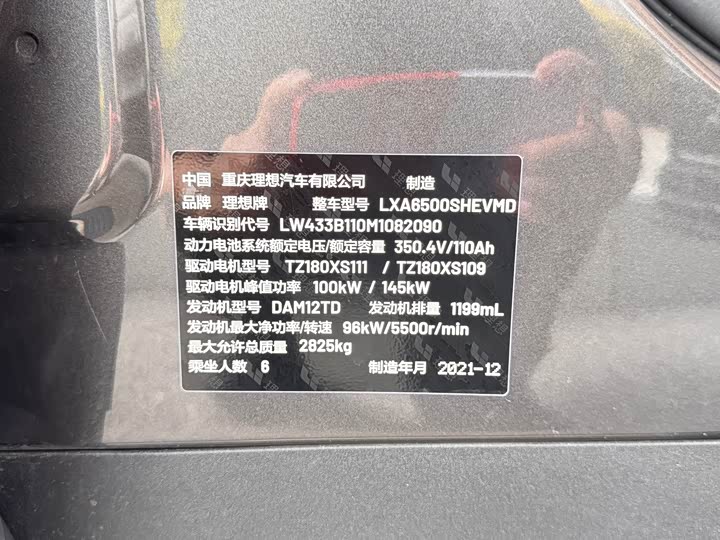 中国 重庆理想汽车有限公司 制造
品牌 理想牌 整车型号 LXA6500SHEVMD
车辆识别代号 LW433B110M1082090
动力电池系统额定电压/额定容量 350.4V/110Ah
驱动电机型号 TZ180XS111 / TZ180XS109
驱动电机峰值功率 100kW / 145kW
发动机型号 DAM12TD 发动机排量 1199mL
发动机最大净功率/转速 96kW/5500r/min
最大允许总质量 2825kg
乘坐人数 6 制造年月 2021-12